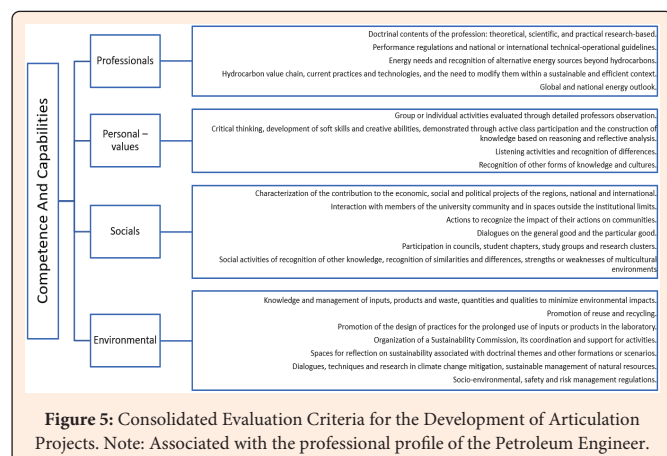 Competence And Capabilities
Professionals
Doctrinal contents of the profession: theoretical, scientific, and practical research-based.
Performance regulations and national or international technical-operational guidelines.
Energy needs and recognition of alternative energy sources beyond hydrocarbons.
Hydrocarbon value chain, current practices and technologies, and the need to modify them within a sustainable and efficient context.
Global and national energy outlook.
Personal –
values
Group or individual activities evaluated through detailed professors observation.
Critical thinking, development of soft skills and creative abilities, demonstrated through active class participation and the construction of
knowledge based on reasoning and reflective analysis.
Listening activities and recognition of differences.
Recognition of other forms of knowledge and cultures.
Socials
Characterization of the contribution to the economic, social and political projects of the regions, national and international.
Interaction with members of the university community and in spaces outside the institutional limits.
Actions to recognize the impact of their actions on communities.
Dialogues on the general good and the particular good.
Participation in councils, student chapters, study groups and research clusters.
Social activities of recognition of other knowledge, recognition of similarities and differences, strengths or weaknesses of multicultural
environments
Environmental
Knowledge and management of inputs, products and waste, quantities and qualities to minimize environmental impacts.
Promotion of reuse and recycling.
Promotion of the design of practices for the prolonged use of inputs or products in the laboratory.
Organization of a Sustainability Commission, its coordination and support for activities.
Spaces for reflection on sustainability associated with doctrinal themes and other formations or scenarios.
Dialogues, techniques and research in climate change mitigation, sustainable management of natural resources.
Socio-environmental, safety and risk management regulations.
Figure 5: Consolidated Evaluation Criteria for the Development of Articulation
Projects. Note: Associated with the professional profile of the Petroleum Engineer.